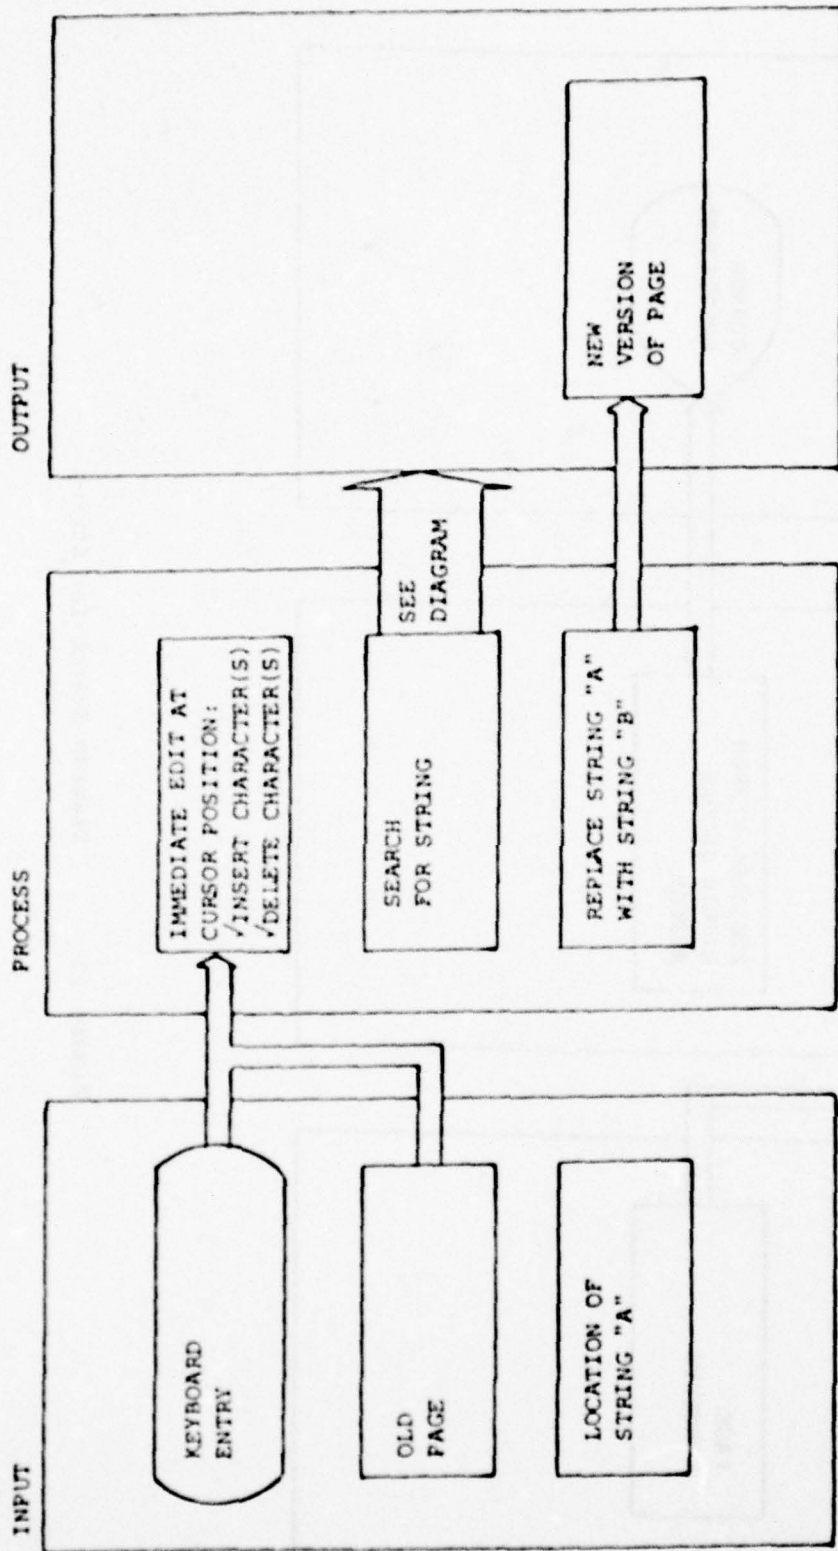 INPUT
KEYBOARD
ENTRY
OLD
PAGE
LOCATION OF
STRING "A"
PROCESS
IMMEDIATE EDIT AT
CURSOR POSITION:
√INSERT CHARACTER(S)
√DELETE CHARACTER(S)
SEARCH
FOR STRING
(SEE
DIAGRAM
REPLACE STRING "A"
WITH STRING "B"
OUTPUT
NEW
VERSION
OF PAGE